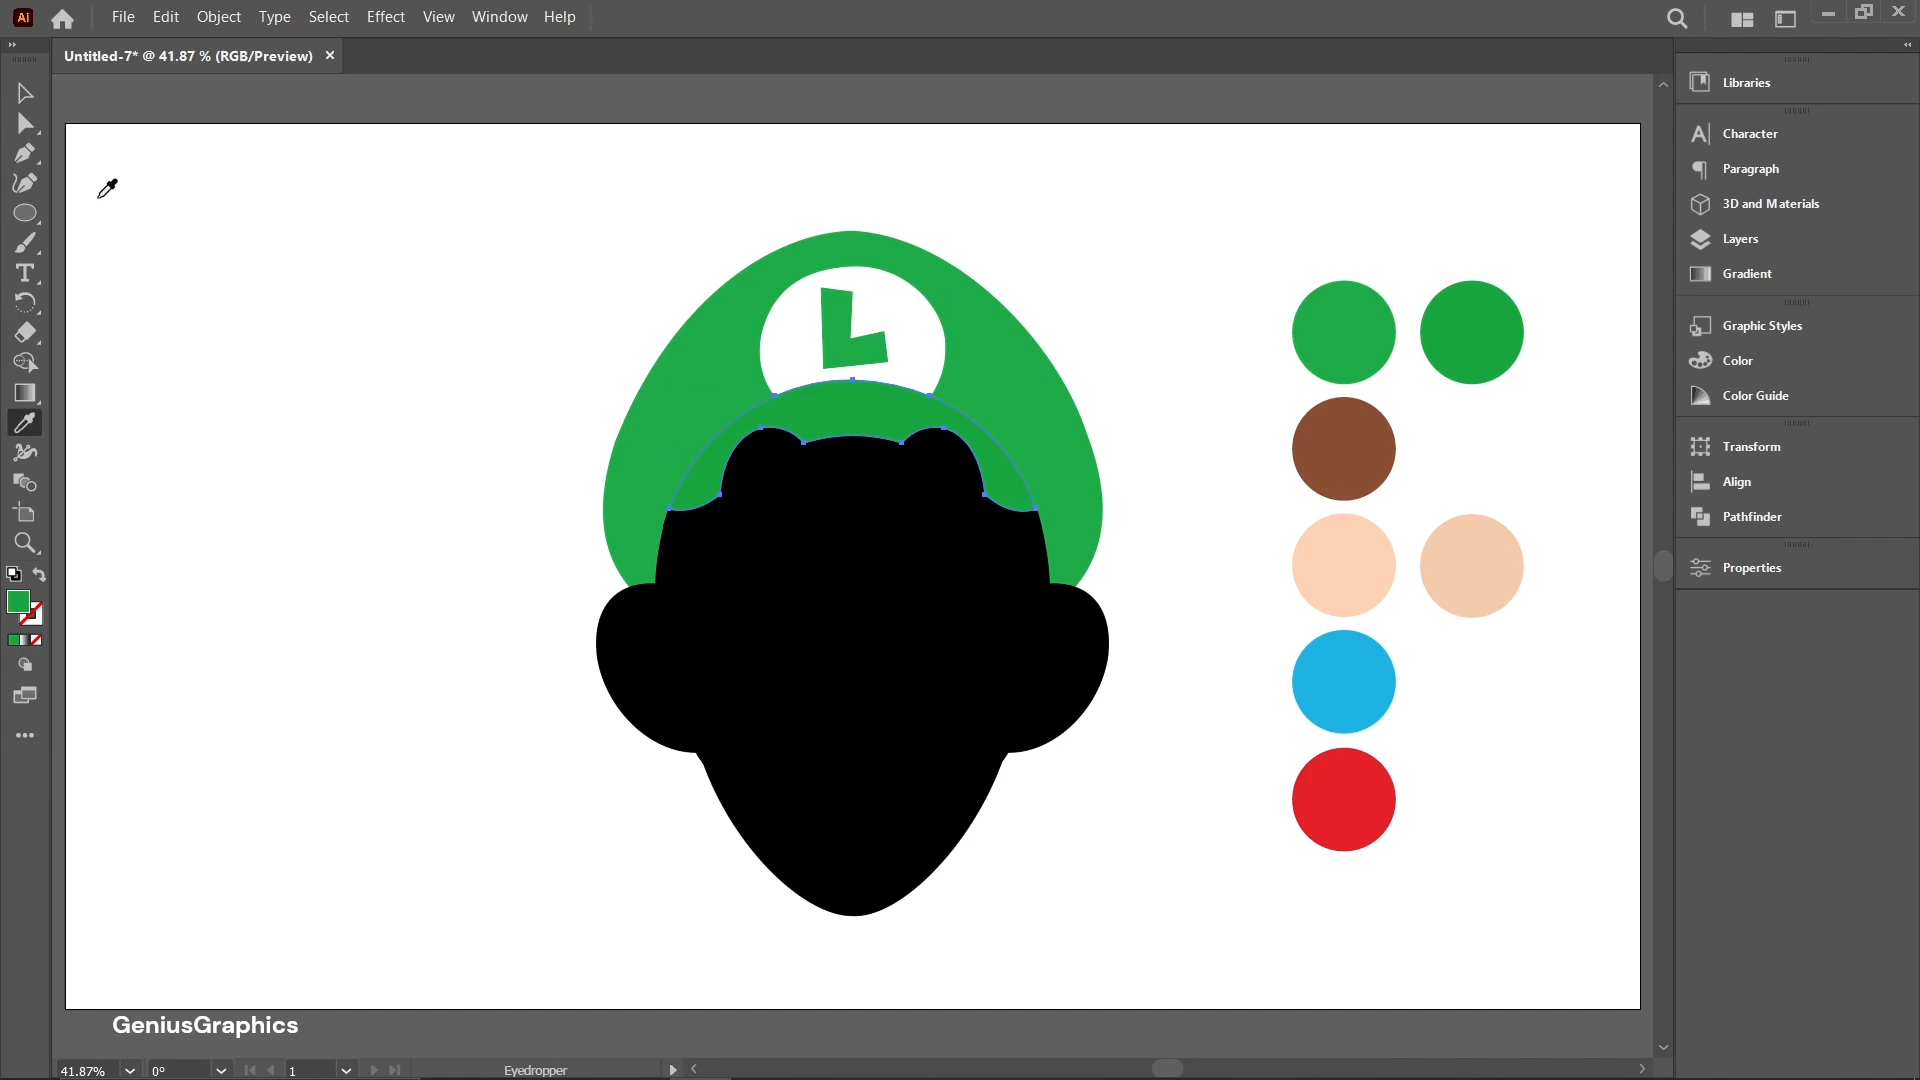 Ai
File Edit Object Type Select Effect View Window Help
Untitled-7* @ 41.87 % (RGB/Preview)
Libraries
Character
Paragraph
3D and Materials
Layers
Gradient
Graphic Styles
Color
Color Guide
Transform
Align
Pathfinder
Properties
L
GeniusGraphics
41.87% 0° 1 Eyedropper